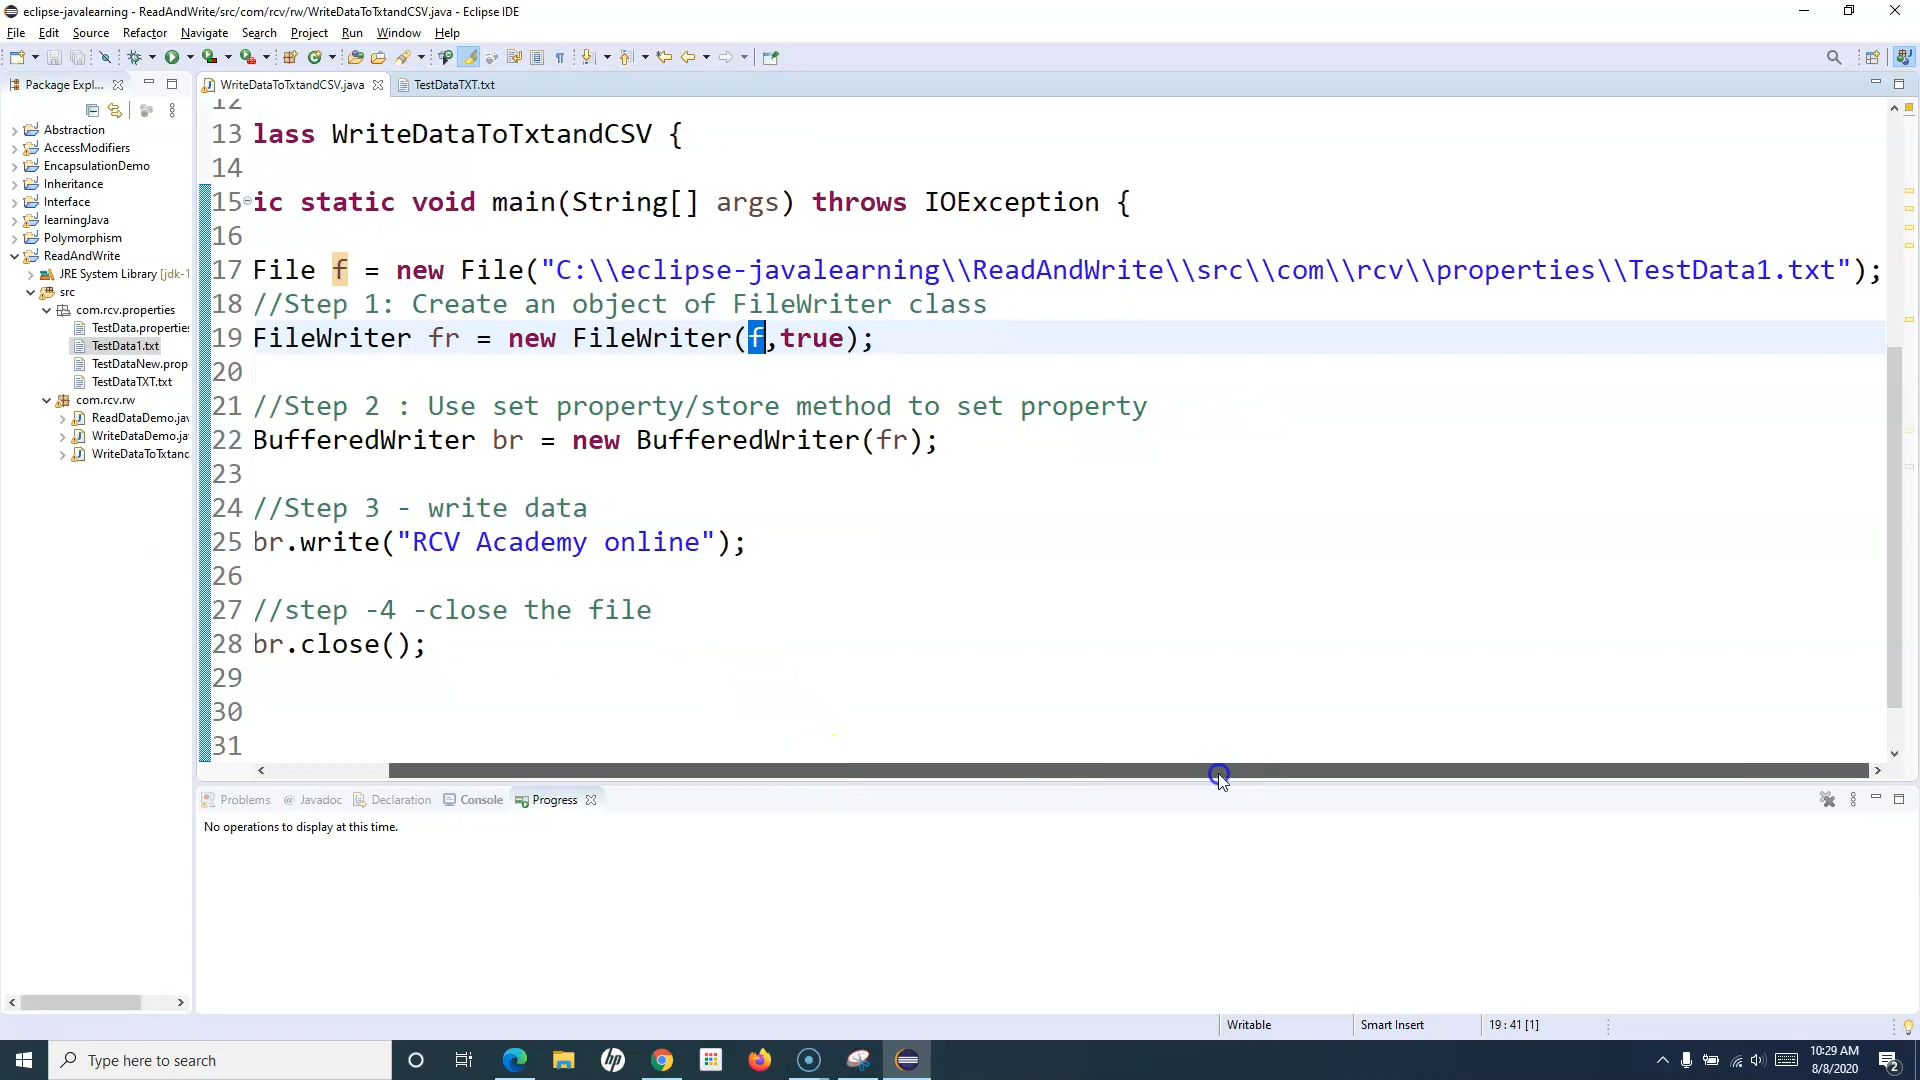 eclipse-javalearning - ReadAndWrite/src/com/rcv/rw/WriteDataToTxtandCSV.java - Eclipse IDE
File Edit Source Refactor Navigate Search Project Run Window Help
Package Expl...
WriteDataToTxtandCSV.java
TestDataTXT.txt
Abstraction
AccessModifiers
EncapsulationDemo
Inheritance
Interface
learningJava
Polymorphism
ReadAndWrite
JRE System Library [jdk-1
src
com.rcv.properties
TestData.properties
TestData1.txt
TestDataNew.prop
TestDataTXT.txt
com.rcv.rw
ReadDataDemo.jav
WriteDataDemo.ja
WriteDataToTxtanc
12
13 lass WriteDataToTxtandCSV {
14
15 ic static void main(String[] args) throws IOException {
16
17 File f = new File("C:\\eclipse-javalearning\\ReadAndWrite\\src\\com\\rcv\\properties\\TestData1.txt");
18 //Step 1: Create an object of FileWriter class
19 FileWriter fr = new FileWriter(f,true);
20
21 //Step 2 : Use set property/store method to set property
22 BufferedWriter br = new BufferedWriter(fr);
23
24 //Step 3 - write data
25 br.write("RCV Academy online");
26
27 //step -4 -close the file
28 br.close();
29
30
31
Problems Javadoc Declaration Console Progress
No operations to display at this time.
Writable Smart Insert 19 : 41 [1]
Type here to search
10:29 AM
8/8/2020
2